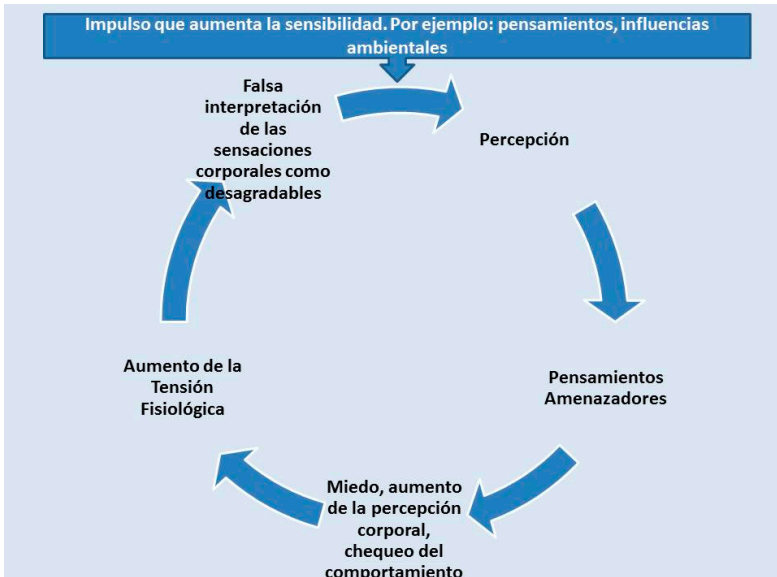 Impulso que aumenta la sensibilidad. Por ejemplo: pensamientos, influencias
ambientales
Falsa
interpretación
de las
sensaciones
corporales como
desagradables
Percepción
Pensamientos
Amenazadores
Miedo, aumento
de la percepción
corporal,
chequeo del
comportamiento
Aumento de la
Tensión
Fisiológica